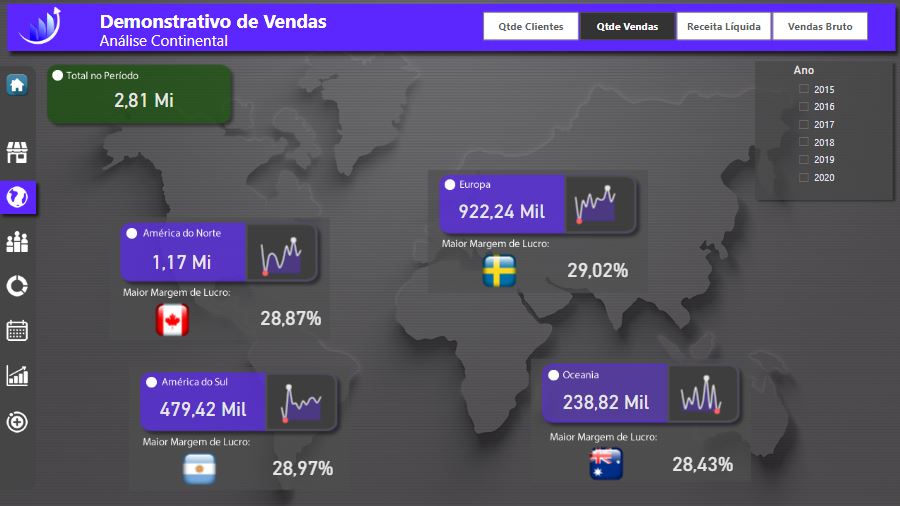 Demonstrativo de Vendas
Análise Continental
Qtde Clientes
Qtde Vendas
Receita Líquida
Vendas Bruto
Total no Período
2,81 Mi
Ano
2015
2016
2017
2018
2019
2020
Europa
922,24 Mil
Maior Margem de Lucro:
29,02%
América do Norte
1,17 Mi
Maior Margem de Lucro:
28,87%
América do Sul
479,42 Mil
Maior Margem de Lucro:
28,97%
Oceania
238,82 Mil
Maior Margem de Lucro:
28,43%